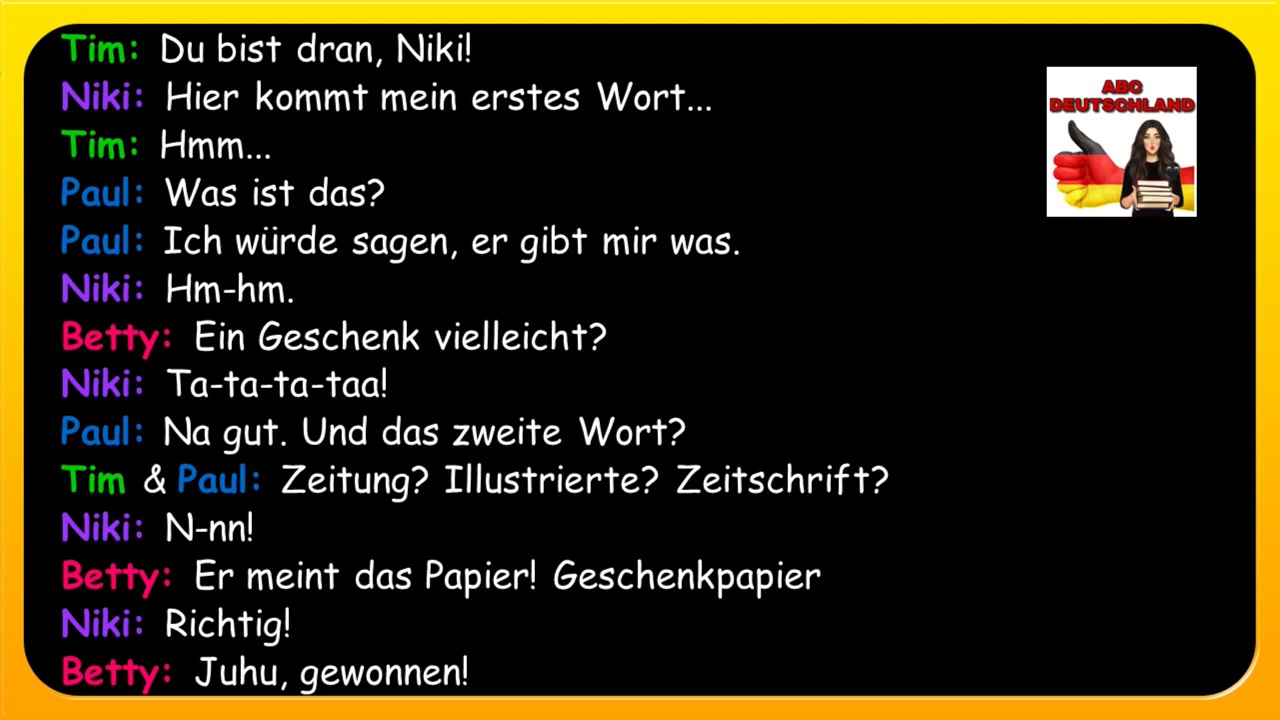 Tim: Du bist dran, Niki!
Niki: Hier kommt mein erstes Wort...
Tim: Hmm...
Paul: Was ist das?
Paul: Ich würde sagen, er gibt mir was.
Niki: Hm-hm.
Betty: Ein Geschenk vielleicht?
Niki: Ta-ta-ta-taa!
Paul: Na gut. Und das zweite Wort?
Tim & Paul: Zeitung? Illustrierte? Zeitschrift?
Niki: N-nn!
Betty: Er meint das Papier! Geschenkpapier
Niki: Richtig!
Betty: Juhu, gewonnen!
ABC
DEUTSCHLAND